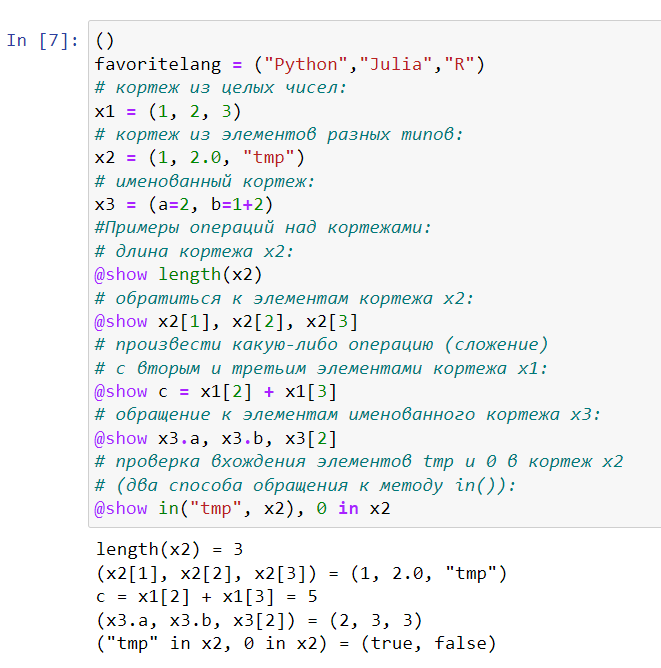 In [7]: ()
favoritelang = ("Python","Julia","R")
# кортеж из целых чисел:
x1 = (1, 2, 3)
# кортеж из элементов разных типов:
x2 = (1, 2.0, "tmp")
# именованный кортеж:
x3 = (a=2, b=1+2)
#Примеры операций над кортежами:
# длина кортежа x2:
@show length(x2)
# обратиться к элементам кортежа x2:
@show x2[1], x2[2], x2[3]
# произвести какую-либо операцию (сложение)
# с вторым и третьим элементами кортежа x1:
@show c = x1[2] + x1[3]
# обращение к элементам именованного кортежа x3:
@show x3.a, x3.b, x3[2]
# проверка вхождения элементов tmp и 0 в кортеж x2
# (два способа обращения к методу in()):
@show in("tmp", x2), 0 in x2
length(x2) = 3
(x2[1], x2[2], x2[3]) = (1, 2.0, "tmp")
c = x1[2] + x1[3] = 5
(x3.a, x3.b, x3[2]) = (2, 3, 3)
("tmp" in x2, 0 in x2) = (true, false)